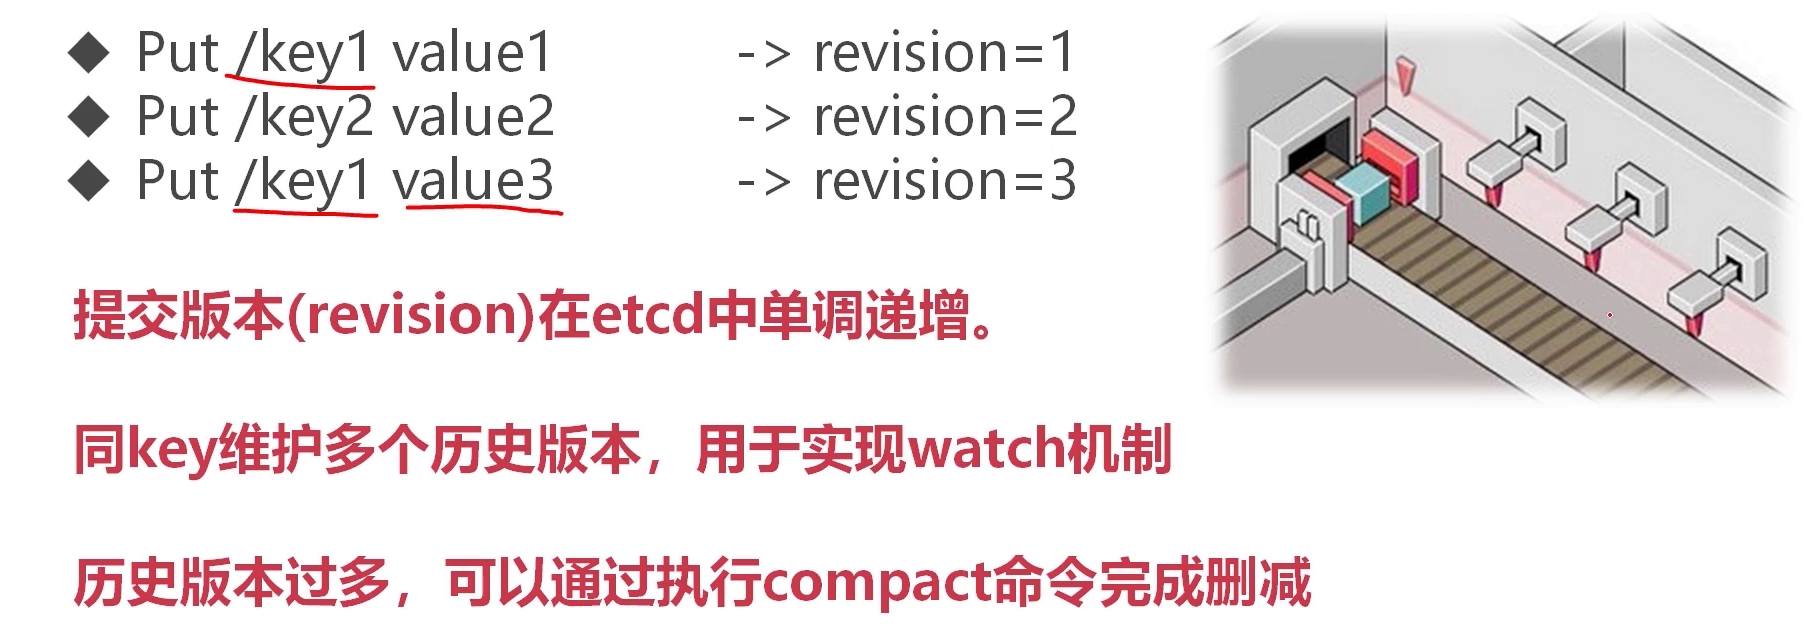 ◆ Put /key1 value1 -> revision=1
◆ Put /key2 value2 -> revision=2
◆ Put /key1 value3 -> revision=3
提交版本(revision)在etcd中单调递增。
同key维护多个历史版本，用于实现watch机制
历史版本过多，可以通过执行compact命令完成删减